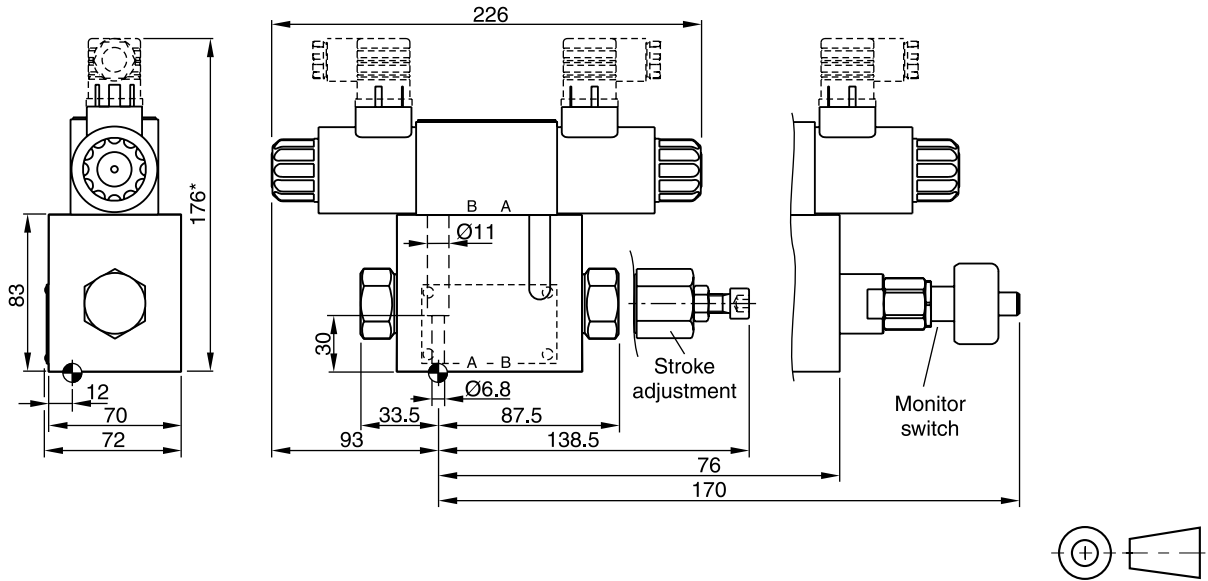 226
176*
83
B A
Ø11
30
A B
Stroke
adjustment
Ø6.8
12
33.5
87.5
70
93
138.5
72
Monitor
switch
76
170